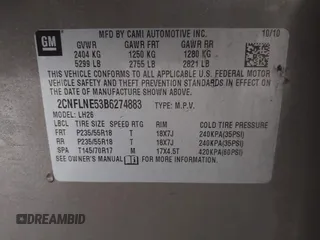 GM
MFD BY CAMI AUTOMOTIVE INC. 10/10
GVWR GAWR FRT GAWR RR
2404 KG 1250 KG 1280 KG
5299 LB 2755 LB 2821 LB
THIS VEHICLE CONFORMS TO ALL APPLICABLE U.S. FEDERAL MOTOR
VEHICLE SAFETY AND THEFT PREVENTION STANDARDS IN EFFECT ON
THE DATE OF MANUFACTURE SHOWN ABOVE.
2CNFLNE53B6274883 TYPE: M.P.V.
MODEL: LH26
LBCL TIRE SIZE SPEED RTG RIM COLD TIRE PRESSURE
FRT P235/55R18 T 18X7J 240KPA(35PSI)
RR P235/55R18 T 18X7J 240KPA(35PSI)
SPA T145/70R17 M 17X4.5T 420KPA(60PSI)
SEE OWNER'S MANUAL FOR MORE INFORMATION.
DREAMBID